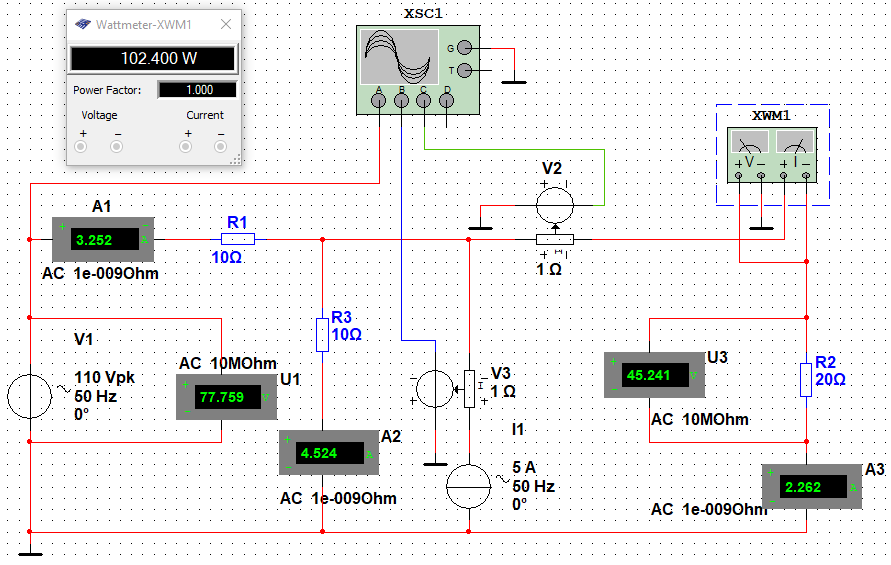 Wattmeter-XWM1
102.400 W
Power Factor: 1.000
Voltage Current
+ − + −
XSC1
G
T
A B C D
XWM1
+ V − + I −
V2
+ −
1 Ω
+ −
A1
+ 3.252 − A
AC 1e-009Ohm
R1
10Ω
R3
10Ω
V1
110 Vpk
50 Hz
0°
AC 10MOhm
+ 77.759 − V
U1
− +
V3
1 Ω
− +
I
U3
+ 45.241 − V
AC 10MOhm
R2
20Ω
A2
+ 4.524 − A
AC 1e-009Ohm
I1
5 A
50 Hz
0°
A3
+ 2.262 − A
AC 1e-009Ohm